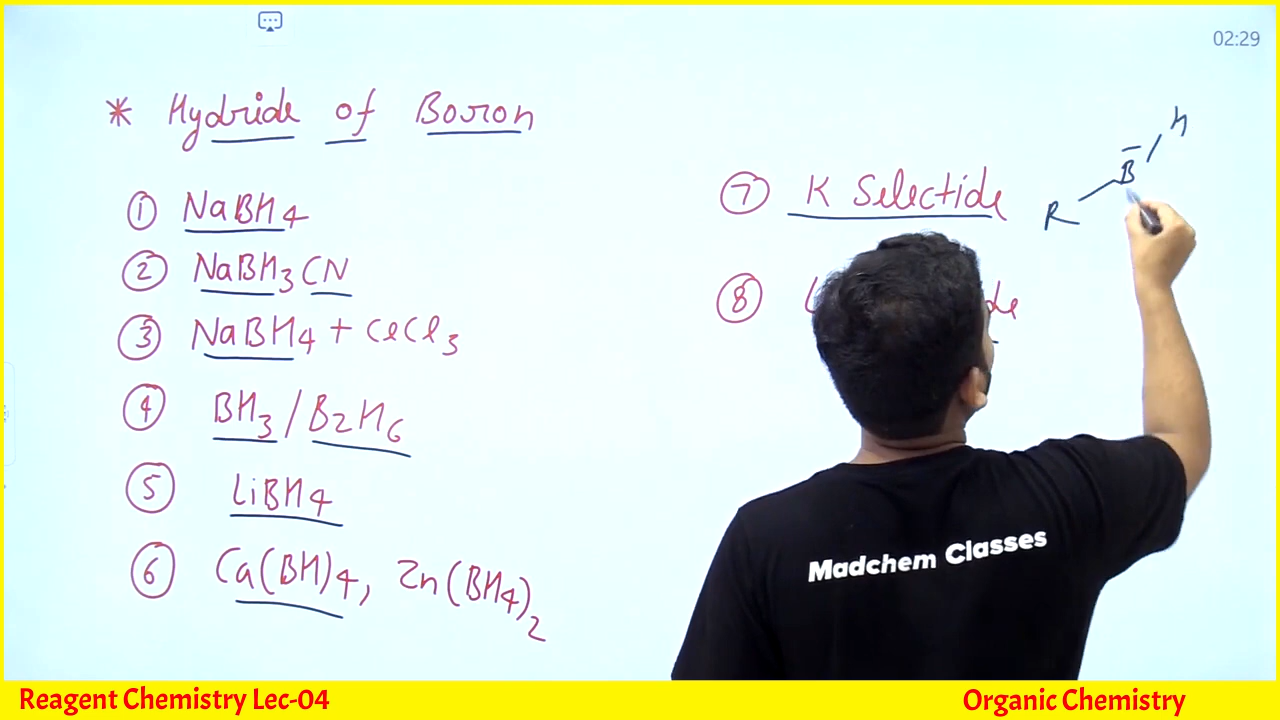 02:29
* Hydride of Boron
① NaBH4
② NaBH3CN
③ NaBH4 + CeCl3
④ BH3 / B2H6
⑤ LiBH4
⑥ Ca(BH)4, Zn(BH4)2
⑦ K Selectide
⑧
H
B̄
R
Madchem Classes
Reagent Chemistry Lec-04
Organic Chemistry